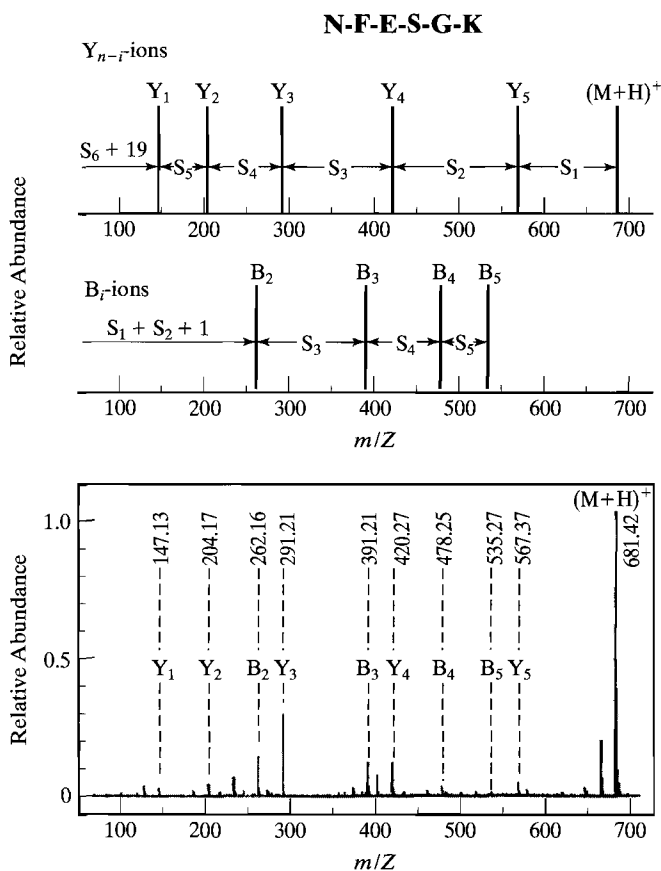 N-F-E-S-G-K
Yₙ₋ᵢ-ions
Y₁ Y₂ Y₃ Y₄ Y₅ (M+H)⁺
S₆ + 19 S₅ S₄ S₃ S₂ S₁
100 200 300 400 500 600 700
Relative Abundance
Bᵢ-ions
B₂ B₃ B₄ B₅
S₁ + S₂ + 1 S₃ S₄ S₅
100 200 300 400 500 600 700
m/Z
(M+H)⁺
147.13 204.17 262.16 291.21 391.21 420.27 478.25 535.27 567.37 681.42
Y₁ Y₂ B₂ Y₃ B₃ Y₄ B₄ B₅ Y₅
1.0
0.5
0
Relative Abundance
0 100 200 300 400 500 600 700
m/Z